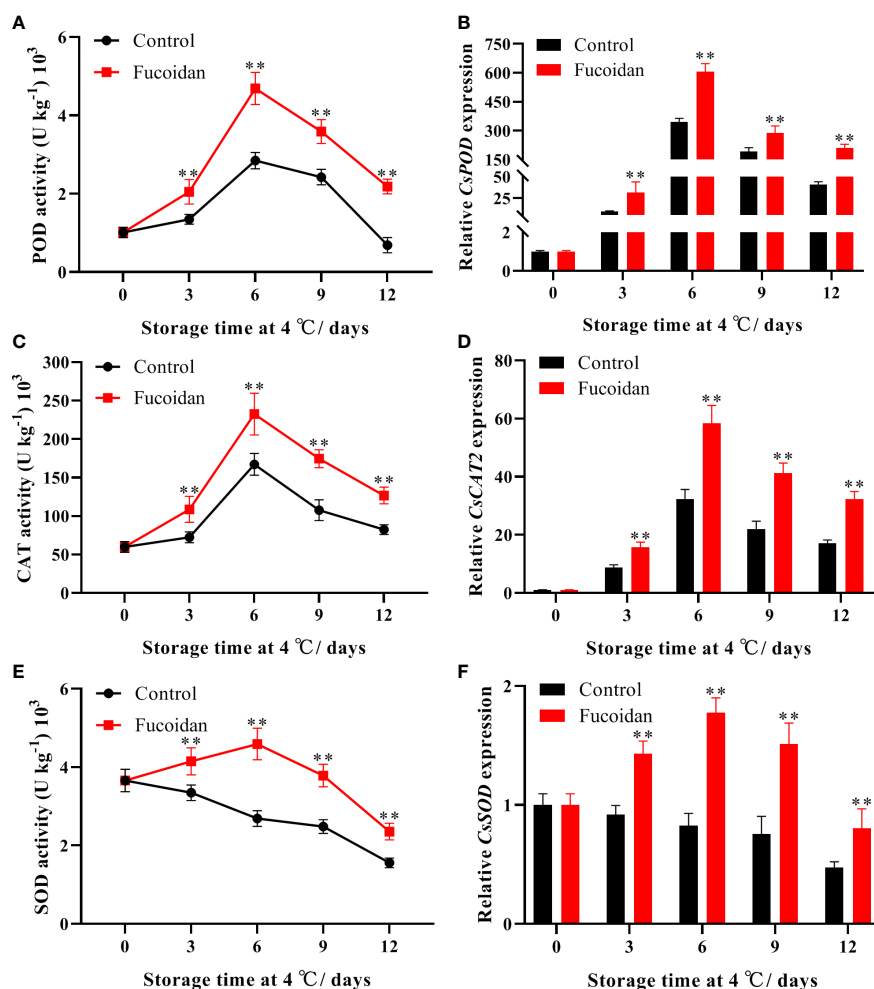 A
Control
Fucoidan
POD activity (U kg⁻¹) 10³
6
4
2
0
**
**
**
**
0 3 6 9 12
Storage time at 4 ℃/ days
B
Control
Fucoidan
Relative CsPOD expression
750
600
450
300
150
50
25
2
0
**
**
**
**
0 3 6 9 12
Storage time at 4 ℃/ days
C
Control
Fucoidan
CAT activity (U kg⁻¹) 10³
300
250
200
150
100
50
0
**
**
**
**
0 3 6 9 12
Storage time at 4 ℃/ days
D
Control
Fucoidan
Relative CsCAT2 expression
80
60
40
20
0
**
**
**
**
0 3 6 9 12
Storage time at 4 ℃/ days
E
Control
Fucoidan
SOD activity (U kg⁻¹) 10³
6
4
2
0
**
**
**
**
0 3 6 9 12
Storage time at 4 ℃/ days
F
Control
Fucoidan
Relative CsSOD expression
2
1
0
**
**
**
**
0 3 6 9 12
Storage time at 4 ℃/ days